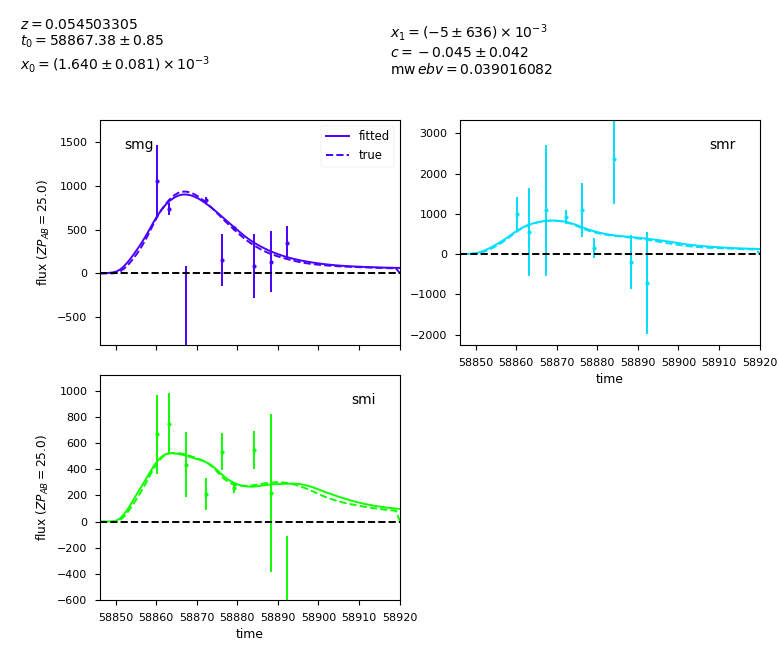 z = 0.054503305
t₀ = 58867.38 ± 0.85
x₀ = (1.640 ± 0.081) × 10⁻³
x₁ = (−5 ± 636) × 10⁻³
c = −0.045 ± 0.042
mw ebv = 0.039016082
smg
fitted
true
1500
1000
500
0
−500
flux (ZP_AB = 25.0)
smr
3000
2000
1000
0
−1000
−2000
58850 58860 58870 58880 58890 58900 58910 58920
time
smi
1000
800
600
400
200
0
−200
−400
−600
flux (ZP_AB = 25.0)
58850 58860 58870 58880 58890 58900 58910 58920
time